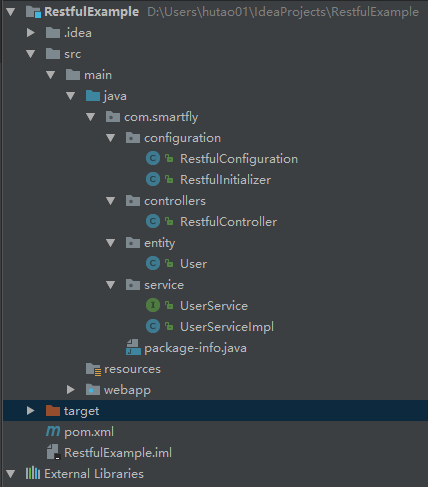 RestfulExample D:\Users\hutao01\IdeaProjects\RestfulExample
.idea
src
main
java
com.smartfly
configuration
RestfulConfiguration
RestfulInitializer
controllers
RestfulController
entity
User
service
UserService
UserServiceImpl
package-info.java
resources
webapp
target
pom.xml
RestfulExample.iml
External Libraries